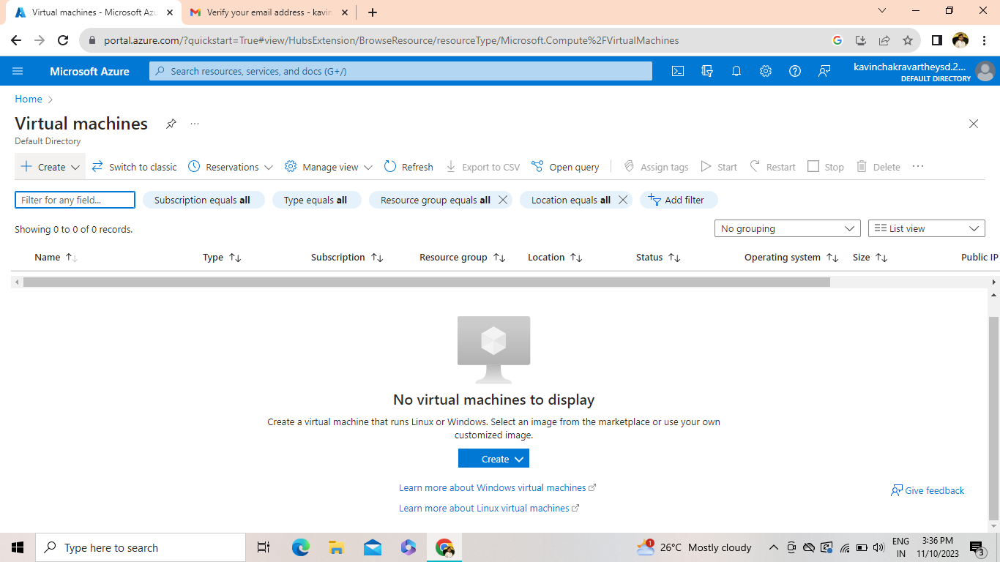 Virtual machines - Microsoft Azu
Verify your email address - kavin
portal.azure.com/?quickstart=True#view/HubsExtension/BrowseResource/resourceType/Microsoft.Compute%2FVirtualMachines
Microsoft Azure
Search resources, services, and docs (G+/)
kavinchakravartheysd.2...
DEFAULT DIRECTORY
Home
Virtual machines
Default Directory
Create
Switch to classic
Reservations
Manage view
Refresh
Export to CSV
Open query
Assign tags
Start
Restart
Stop
Delete
Filter for any field...
Subscription equals all
Type equals all
Resource group equals all
Location equals all
Add filter
Showing 0 to 0 of 0 records.
No grouping
List view
Name
Type
Subscription
Resource group
Location
Status
Operating system
Size
Public IP
No virtual machines to display
Create a virtual machine that runs Linux or Windows. Select an image from the marketplace or use your own
customized image.
Create
Learn more about Windows virtual machines
Learn more about Linux virtual machines
Give feedback
Type here to search
1
26°C Mostly cloudy
ENG
IN
3:36 PM
11/10/2023
3